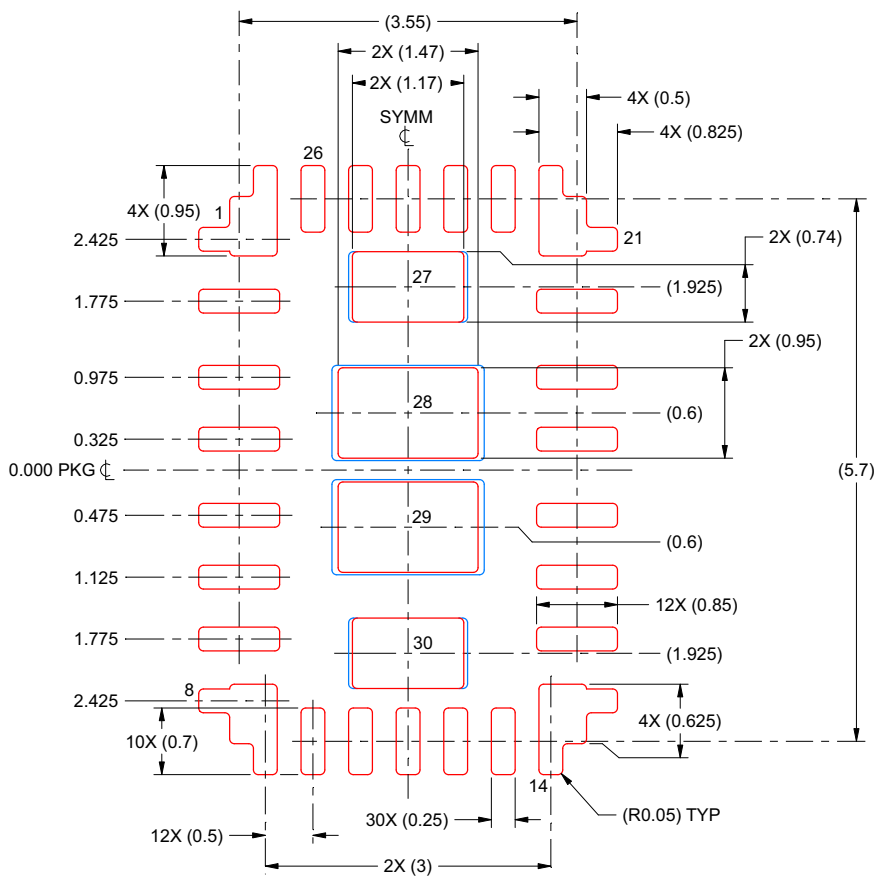 (3.55)
2X (1.47)
2X (1.17)
SYMM
℄
4X (0.5)
4X (0.825)
26
4X (0.95)
1
21
2.425
2X (0.74)
27
(1.925)
1.775
2X (0.95)
0.975
28
(0.6)
0.325
0.000 PKG ℄
(5.7)
0.475
29
(0.6)
1.125
12X (0.85)
1.775
30
(1.925)
8
2.425
4X (0.625)
10X (0.7)
14
30X (0.25)
(R0.05) TYP
12X (0.5)
2X (3)